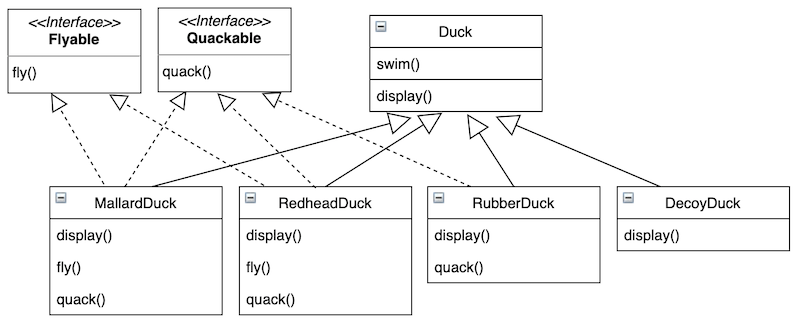 <<Interface>>
Flyable
fly()
<<Interface>>
Quackable
quack()
Duck
swim()
display()
MallardDuck
display()
fly()
quack()
RedheadDuck
display()
fly()
quack()
RubberDuck
display()
quack()
DecoyDuck
display()